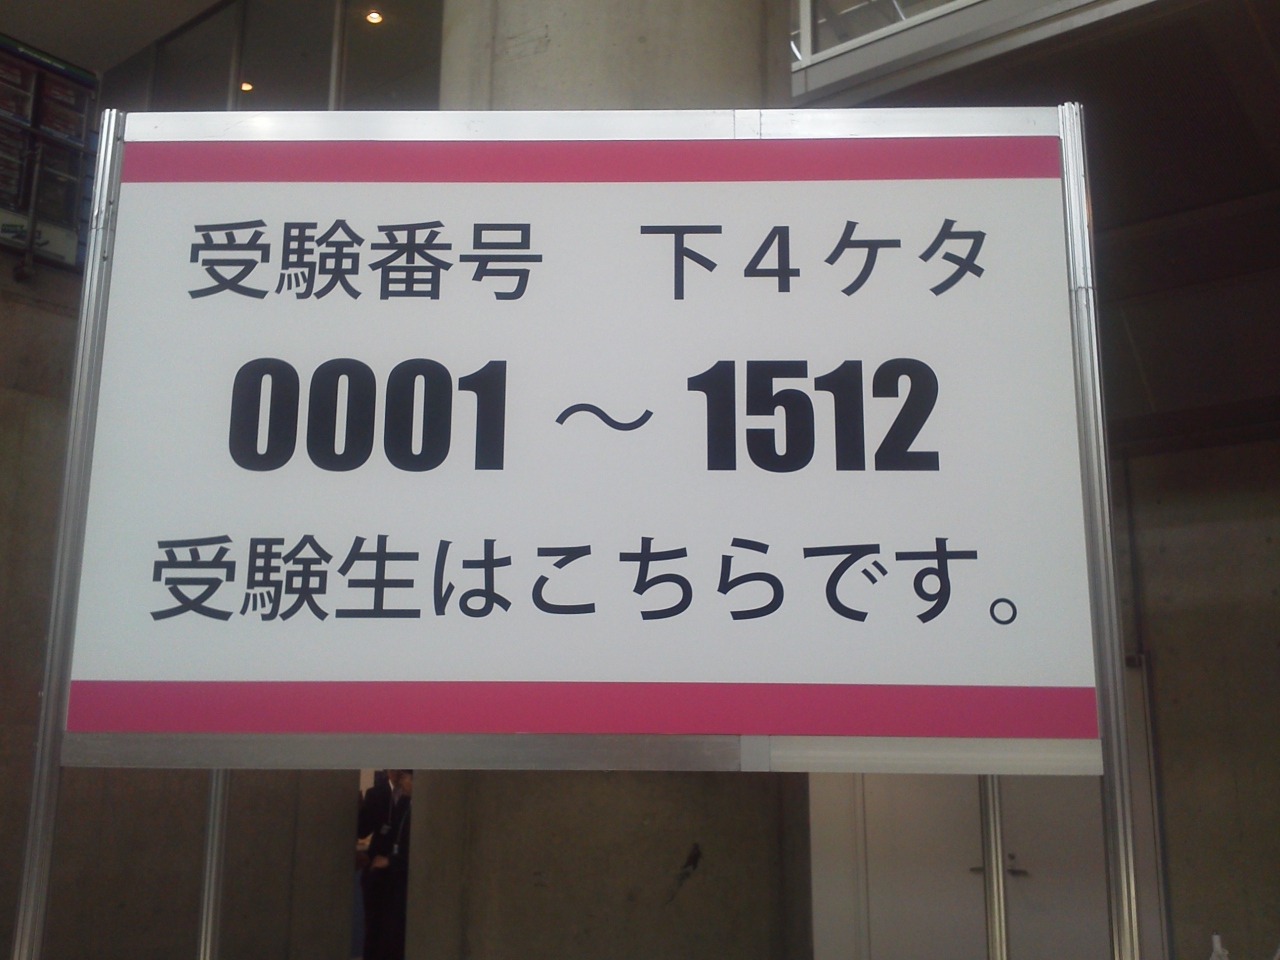 受験番号　下4ケタ
0001 ～ 1512
受験生はこちらです。